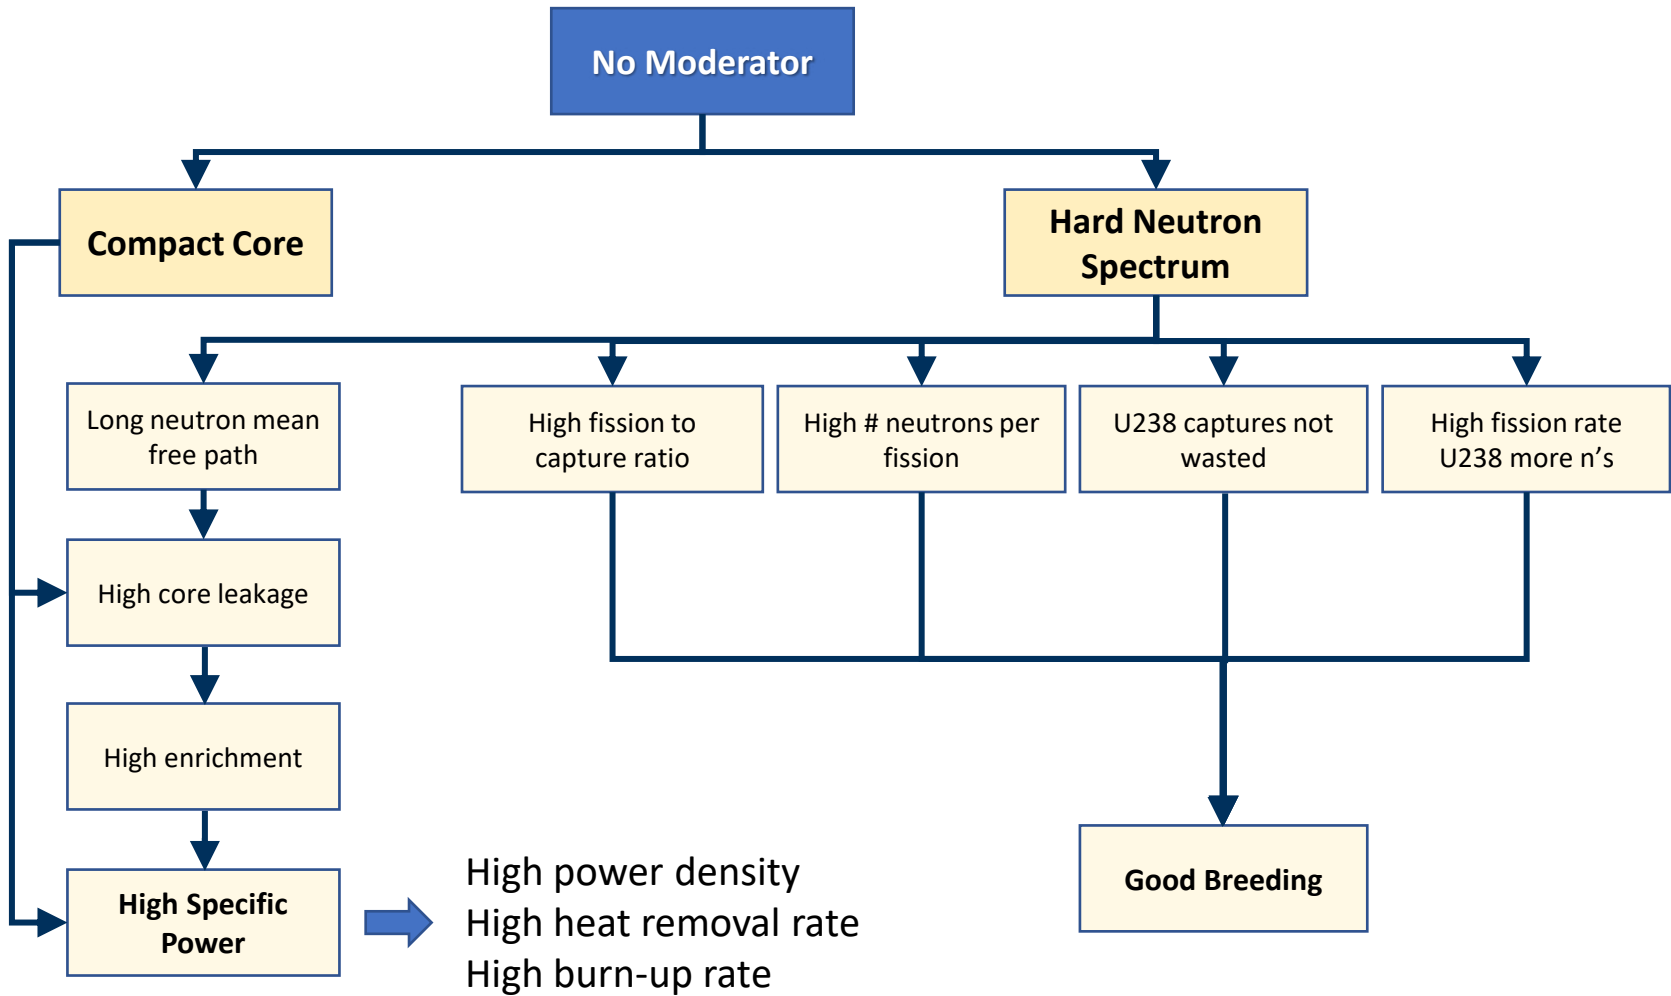 No Moderator
Compact Core
Hard Neutron
Spectrum
Long neutron mean
free path
High fission to
capture ratio
High # neutrons per
fission
U238 captures not
wasted
High fission rate
U238 more n's
High core leakage
High enrichment
High Specific
Power
High power density
High heat removal rate
High burn-up rate
Good Breeding